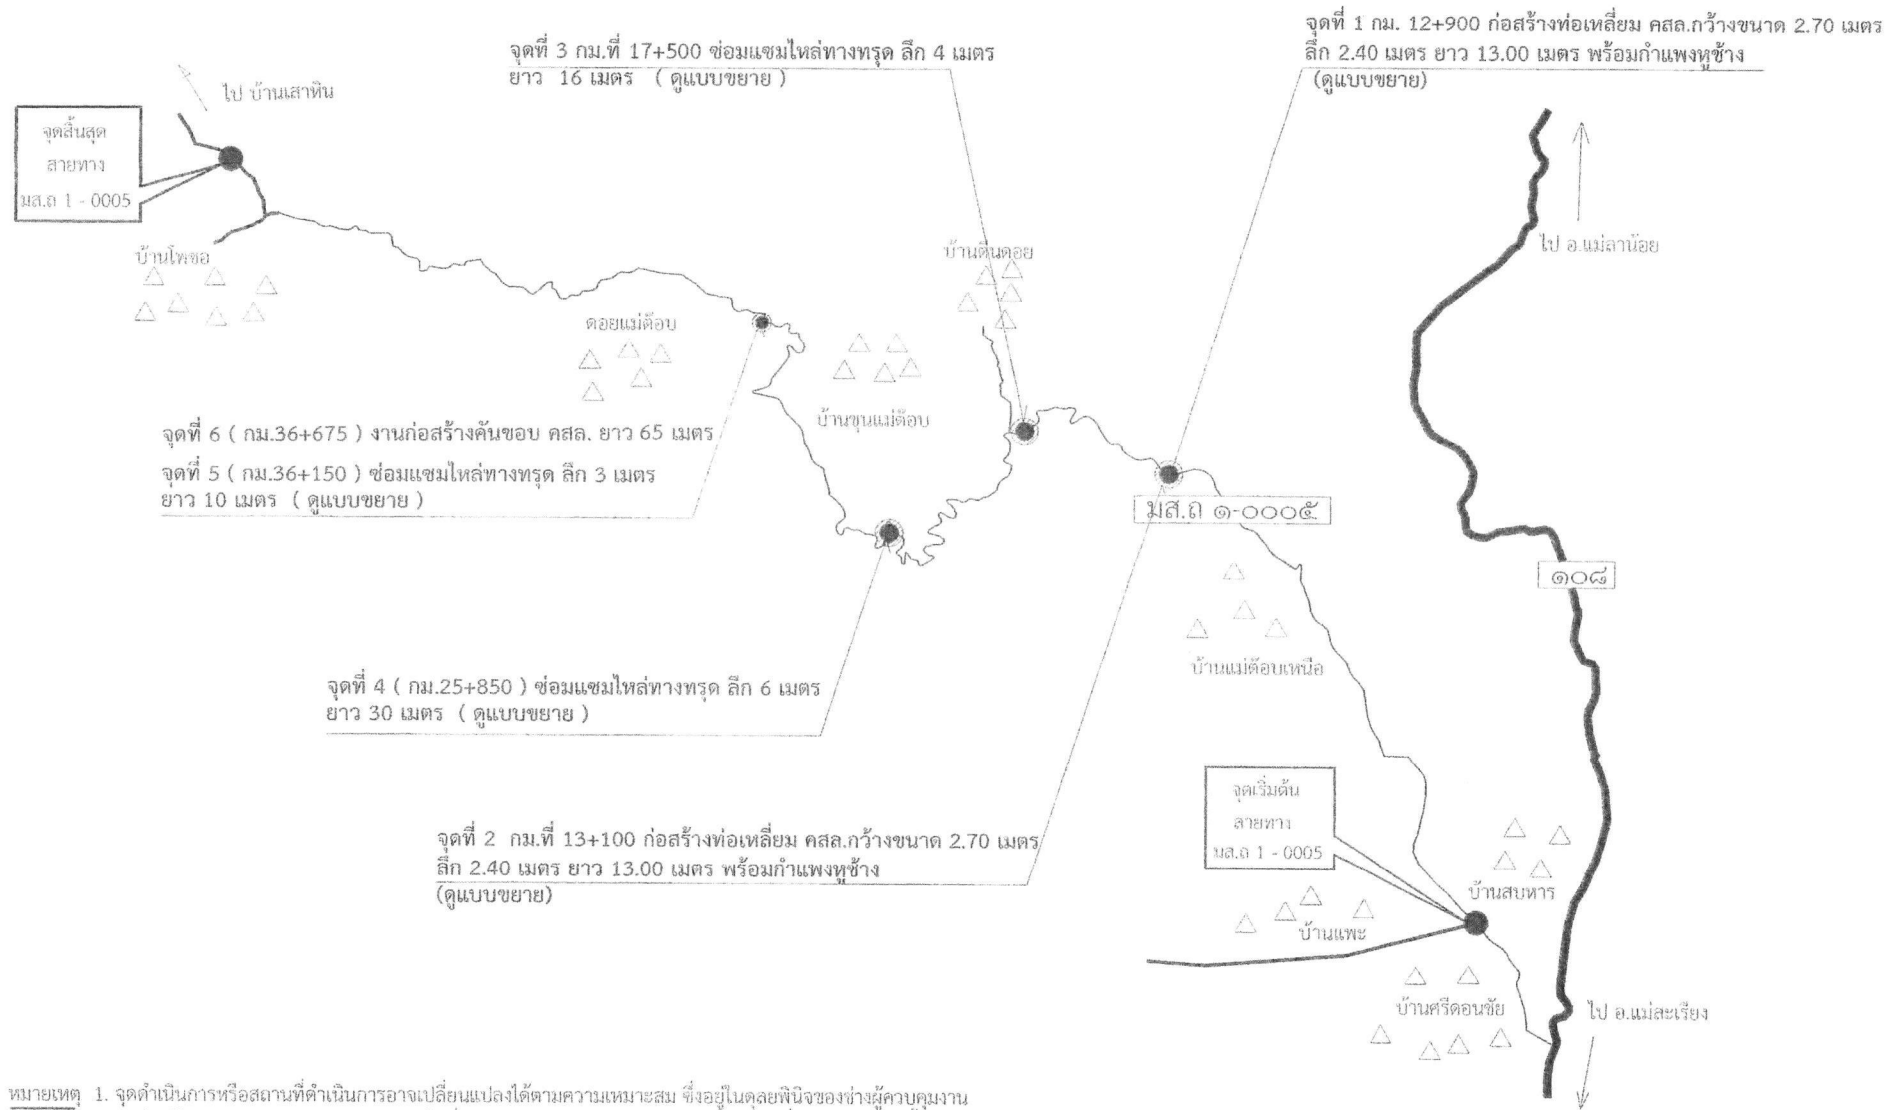 จุดที่ 1 กม. 12+900 ก่อสร้างท่อเหลี่ยม คสล.กว้างขนาด 2.70 เมตร
ลึก 2.40 เมตร ยาว 13.00 เมตร พร้อมกำแพงหูช้าง
(ดูแบบขยาย)
จุดที่ 3 กม.ที่ 17+500 ซ่อมแซมไหล่ทางทรุด ลึก 4 เมตร
ยาว 16 เมตร ( ดูแบบขยาย )
ไป บ้านเสาหิน
จุดสิ้นสุด
สายทาง
มส.ถ 1 - 0005
บ้านโพซอ
บ้านตีนดอย
ไป อ.แม่ลาน้อย
ดอยแม่ต๊อบ
บ้านขุนแม่ต๊อบ
จุดที่ 6 ( กม.36+675 ) งานก่อสร้างคันขอบ คสล. ยาว 65 เมตร
จุดที่ 5 ( กม.36+150 ) ซ่อมแซมไหล่ทางทรุด ลึก 3 เมตร
ยาว 10 เมตร ( ดูแบบขยาย )
มส.ถ ๑-๐๐๐๕
๑๐๘
บ้านแม่ต๊อบเหนือ
จุดที่ 4 ( กม.25+850 ) ซ่อมแซมไหล่ทางทรุด ลึก 6 เมตร
ยาว 30 เมตร ( ดูแบบขยาย )
จุดเริ่มต้น
สายทาง
มส.ถ 1 - 0005
จุดที่ 2 กม.ที่ 13+100 ก่อสร้างท่อเหลี่ยม คสล.กว้างขนาด 2.70 เมตร
ลึก 2.40 เมตร ยาว 13.00 เมตร พร้อมกำแพงหูช้าง
(ดูแบบขยาย)
บ้านสบหาร
บ้านแพะ
บ้านศรีดอนชัย
ไป อ.แม่สะเรียง
หมายเหตุ 1. จุดดำเนินการหรือสถานที่ดำเนินการอาจเปลี่ยนแปลงได้ตามความเหมาะสม ซึ่งอยู่ในดุลยพินิจของช่างผู้ควบคุมงาน